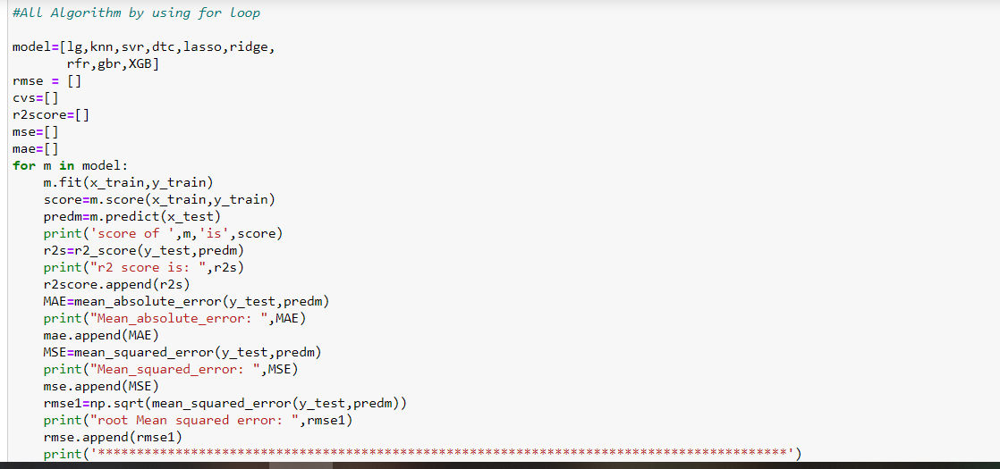 #All Algorithm by using for loop
model=[lg,knn,svr,dtc,lasso,ridge,
rfr,gbr,XGB]
rmse = []
cvs=[]
r2score=[]
mse=[]
mae=[]
for m in model:
m.fit(x_train,y_train)
score=m.score(x_train,y_train)
predm=m.predict(x_test)
print('score of ',m,'is',score)
r2s=r2_score(y_test,predm)
print("r2 score is: ",r2s)
r2score.append(r2s)
MAE=mean_absolute_error(y_test,predm)
print("Mean_absolute_error: ",MAE)
mae.append(MAE)
MSE=mean_squared_error(y_test,predm)
print("Mean_squared_error: ",MSE)
mse.append(MSE)
rmse1=np.sqrt(mean_squared_error(y_test,predm))
print("root Mean squared error: ",rmse1)
rmse.append(rmse1)
print('*****************************************************************************************')